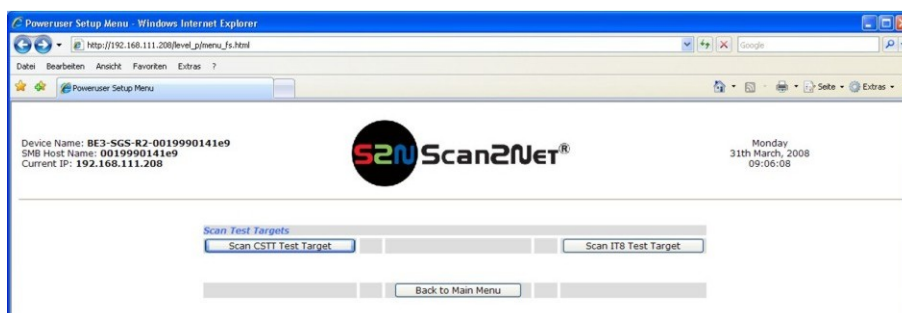 Poweruser Setup Menu - Windows Internet Explorer
http://192.168.111.208/level_p/menu_fs.html
Google
Datei Bearbeiten Ansicht Favoriten Extras ?
Poweruser Setup Menu
Seite Extras
Device Name: BE3-SGS-R2-0019990141e9
SMB Host Name: 0019990141e9
Current IP: 192.168.111.208
S2N Scan2Net®
Monday
31th March, 2008
09:06:08
Scan Test Targets
Scan CSTT Test Target
Scan IT8 Test Target
Back to Main Menu